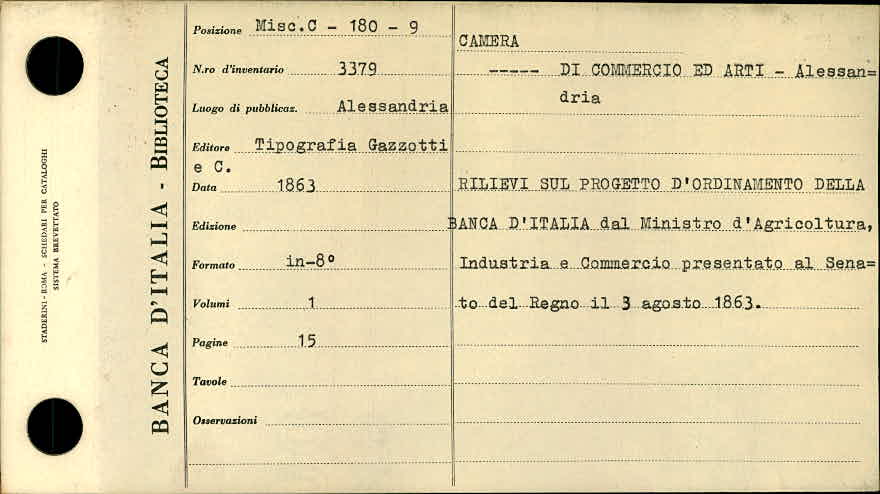 STADERINI - ROMA - SCHEDARI PER CATALOGHI
SISTEMA BREVETTATO
BANCA D'ITALIA - BIBLIOTECA
Posizione Misc.C - 180 - 9
N.ro d'inventario 3379
Luogo di pubblicaz. Alessandria
Editore Tipografia Gazzotti
e C.
Data 1863
Edizione
Formato in-8°
Volumi 1
Pagine 15
Tavole
Osservazioni
CAMERA
----- DI COMMERCIO ED ARTI - Alessan=
dria
RILIEVI SUL PROGETTO D'ORDINAMENTO DELLA
BANCA D'ITALIA dal Ministro d'Agricoltura,
Industria e Commercio presentato al Sena=
to del Regno il 3 agosto 1863.